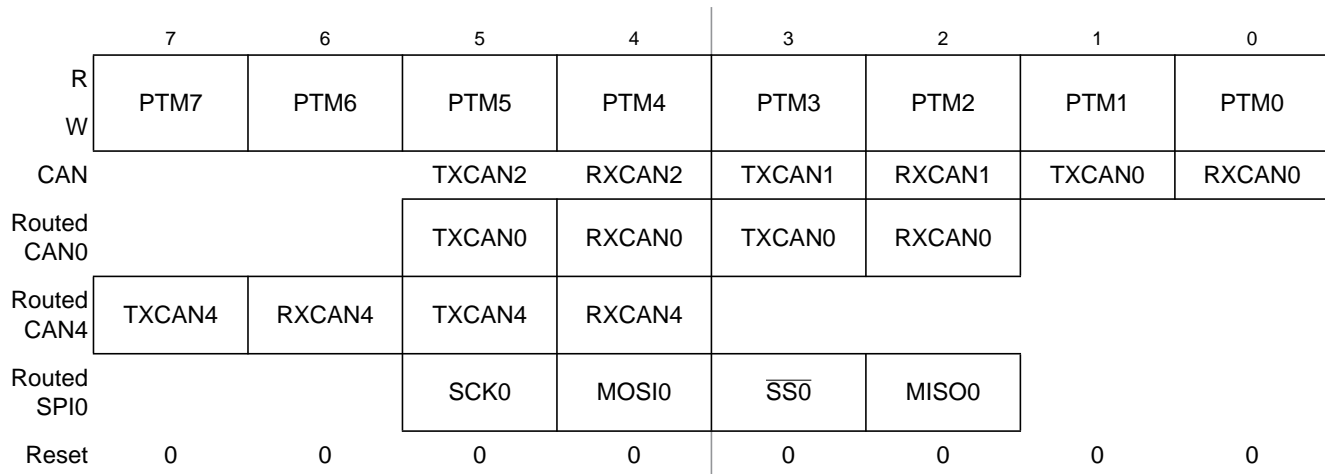 7 6 5 4 3 2 1 0
R
W
PTM7 PTM6 PTM5 PTM4 PTM3 PTM2 PTM1 PTM0
CAN TXCAN2 RXCAN2 TXCAN1 RXCAN1 TXCAN0 RXCAN0
Routed
CAN0
TXCAN0 RXCAN0 TXCAN0 RXCAN0
Routed
CAN4
TXCAN4 RXCAN4 TXCAN4 RXCAN4
Routed
SPI0
SCK0 MOSI0 S̅S̅0̅ MISO0
Reset 0 0 0 0 0 0 0 0